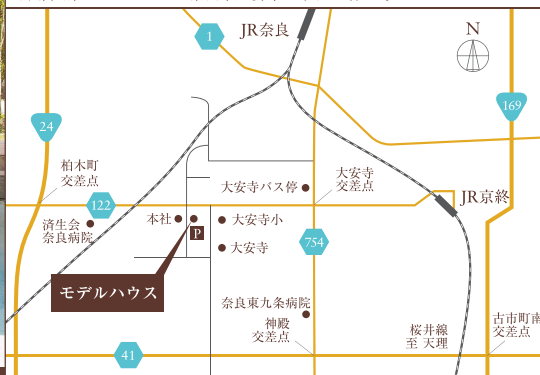 JR奈良
1
N
24
169
柏木町
交差点
大安寺バス停
大安寺
交差点
JR京終
122
済生会
奈良病院
本社
大安寺小
P
大安寺
754
モデルハウス
奈良東九条病院
神殿
交差点
桜井線
至 天理
古市町南
交差点
41